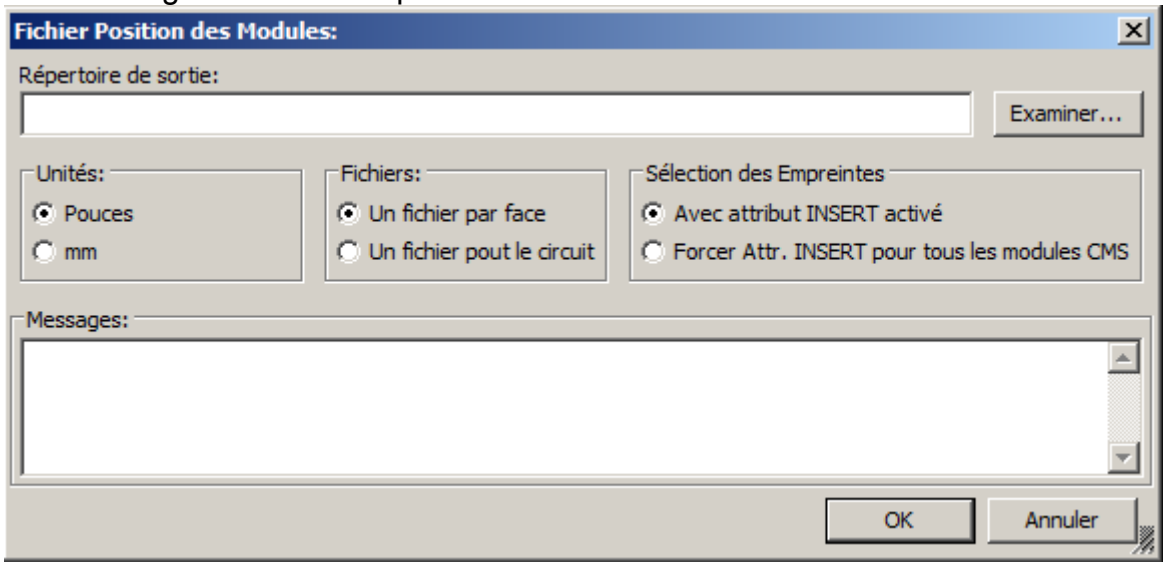 Fichier Position des Modules:
Répertoire de sortie:
Examiner...
Unités:
Pouces
mm
Fichiers:
Un fichier par face
Un fichier pout le circuit
Sélection des Empreintes
Avec attribut INSERT activé
Forcer Attr. INSERT pour tous les modules CMS
Messages:
OK
Annuler